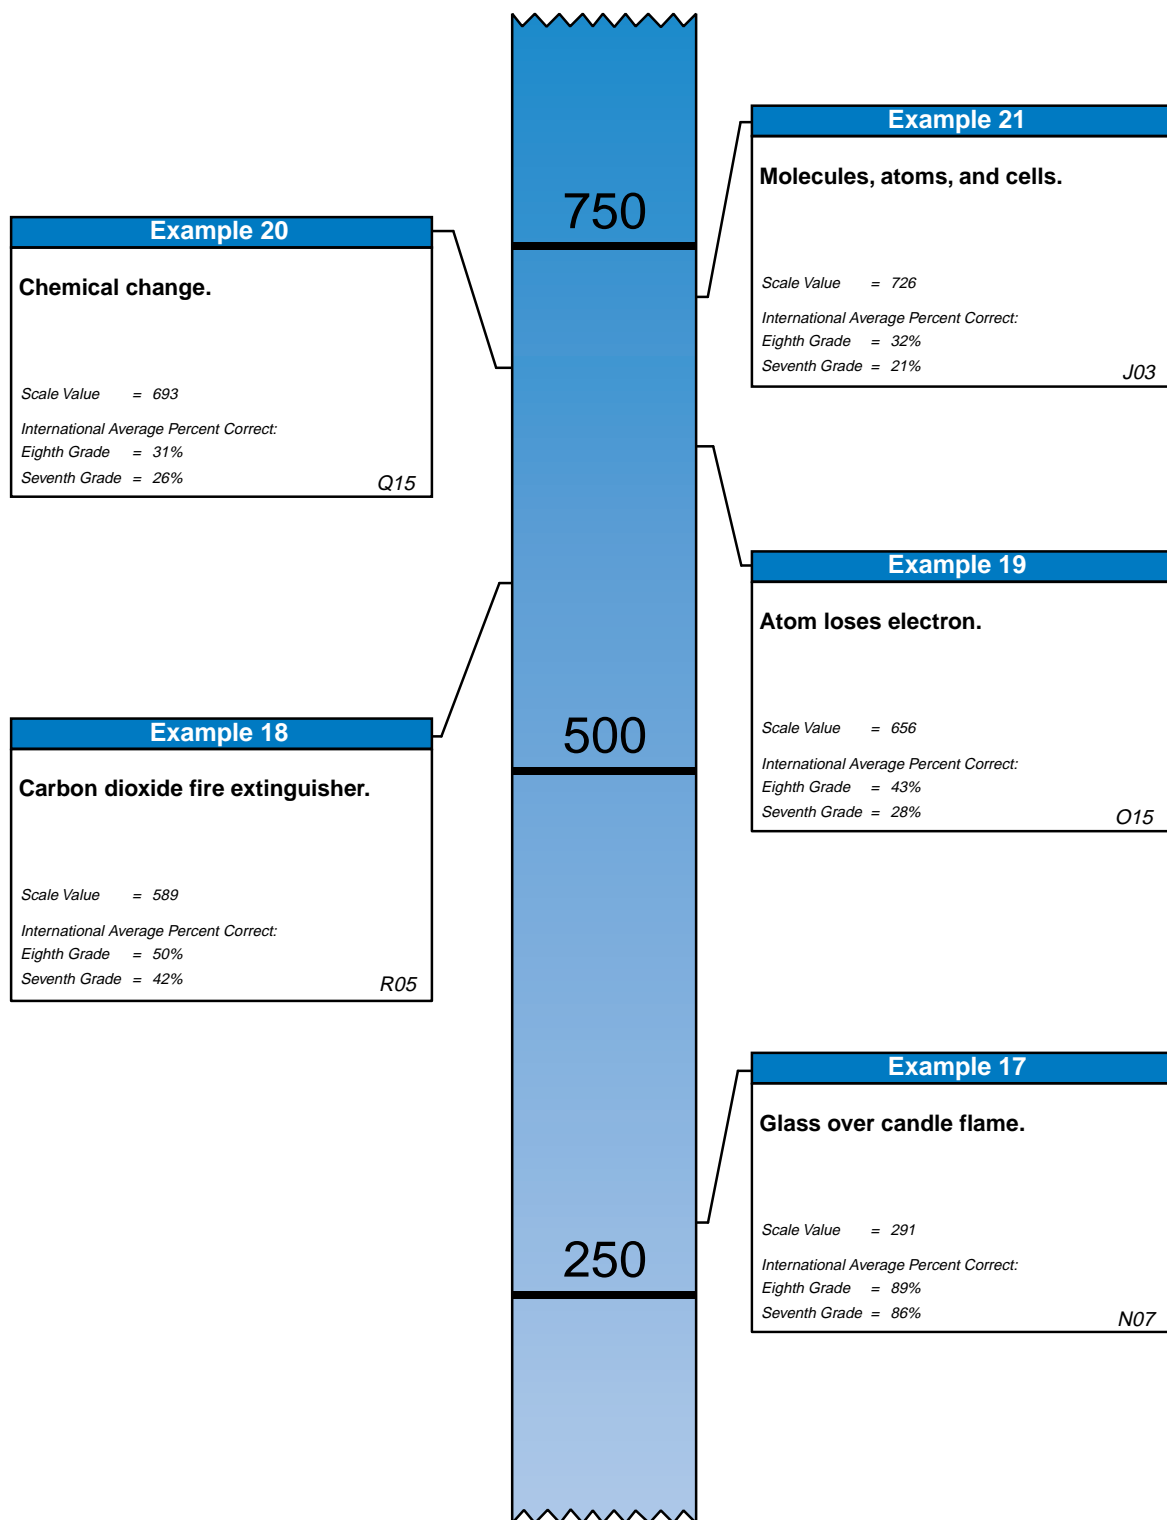 750
500
250
Example 20
Chemical change.
Scale Value = 693
International Average Percent Correct:
Eighth Grade = 31%
Seventh Grade = 26%
Q15
Example 18
Carbon dioxide fire extinguisher.
Scale Value = 589
International Average Percent Correct:
Eighth Grade = 50%
Seventh Grade = 42%
R05
Example 21
Molecules, atoms, and cells.
Scale Value = 726
International Average Percent Correct:
Eighth Grade = 32%
Seventh Grade = 21%
J03
Example 19
Atom loses electron.
Scale Value = 656
International Average Percent Correct:
Eighth Grade = 43%
Seventh Grade = 28%
O15
Example 17
Glass over candle flame.
Scale Value = 291
International Average Percent Correct:
Eighth Grade = 89%
Seventh Grade = 86%
N07